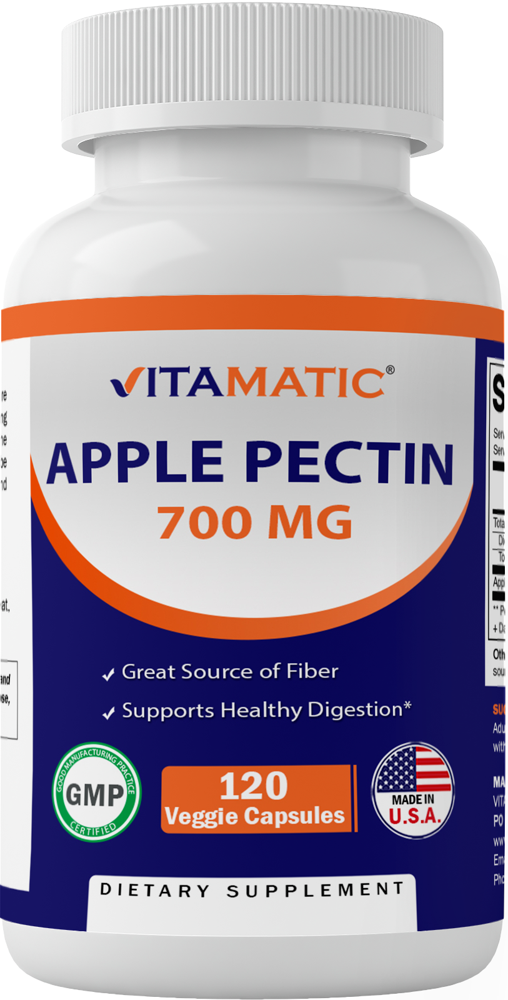 VITAMATIC®
APPLE PECTIN
700 MG
Great Source of Fiber
Supports Healthy Digestion*
GOOD MANUFACTURING PRACTICE
GMP
CERTIFIED
120
Veggie Capsules
MADE IN
U.S.A.
DIETARY SUPPLEMENT